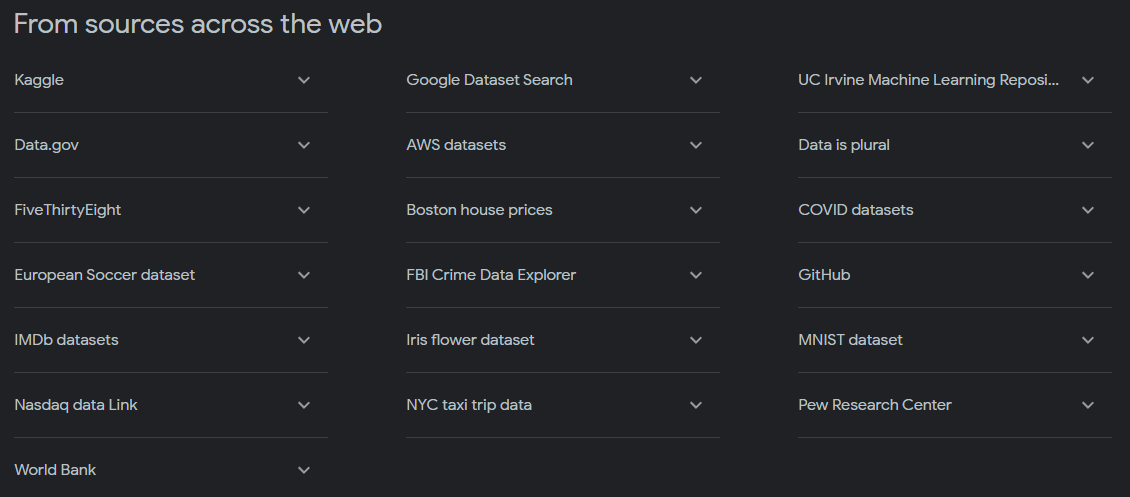 From sources across the web
Kaggle
Google Dataset Search
UC Irvine Machine Learning Reposi...
Data.gov
AWS datasets
Data is plural
FiveThirtyEight
Boston house prices
COVID datasets
European Soccer dataset
FBI Crime Data Explorer
GitHub
IMDb datasets
Iris flower dataset
MNIST dataset
Nasdaq data Link
NYC taxi trip data
Pew Research Center
World Bank